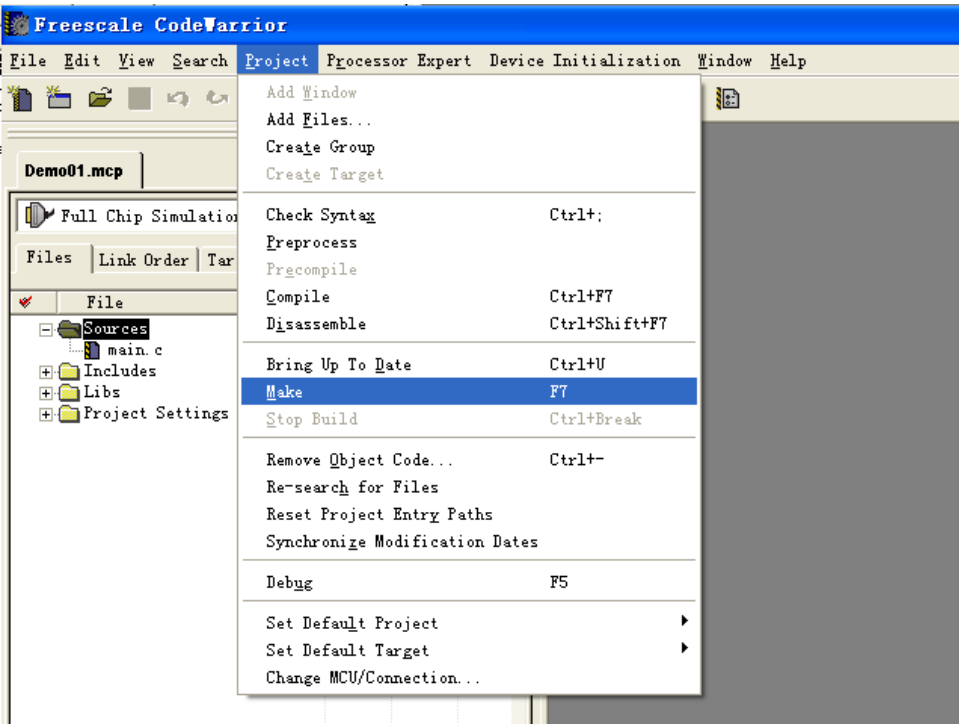 Freescale CodeWarrior
File Edit View Search Project Processor Expert Device Initialization Window Help
Add Window
Add Files...
Create Group
Create Target
Demo01.mcp
Check Syntax Ctrl+;
Full Chip Simulation
Preprocess
Files Link Order Tar
Precompile
File
Compile Ctrl+F7
Disassemble Ctrl+Shift+F7
Sources
main.c
Includes
Libs
Project Settings
Bring Up To Date Ctrl+U
Make F7
Stop Build Ctrl+Break
Remove Object Code... Ctrl+-
Re-search for Files
Reset Project Entry Paths
Synchronize Modification Dates
Debug F5
Set Default Project
Set Default Target
Change MCU/Connection...